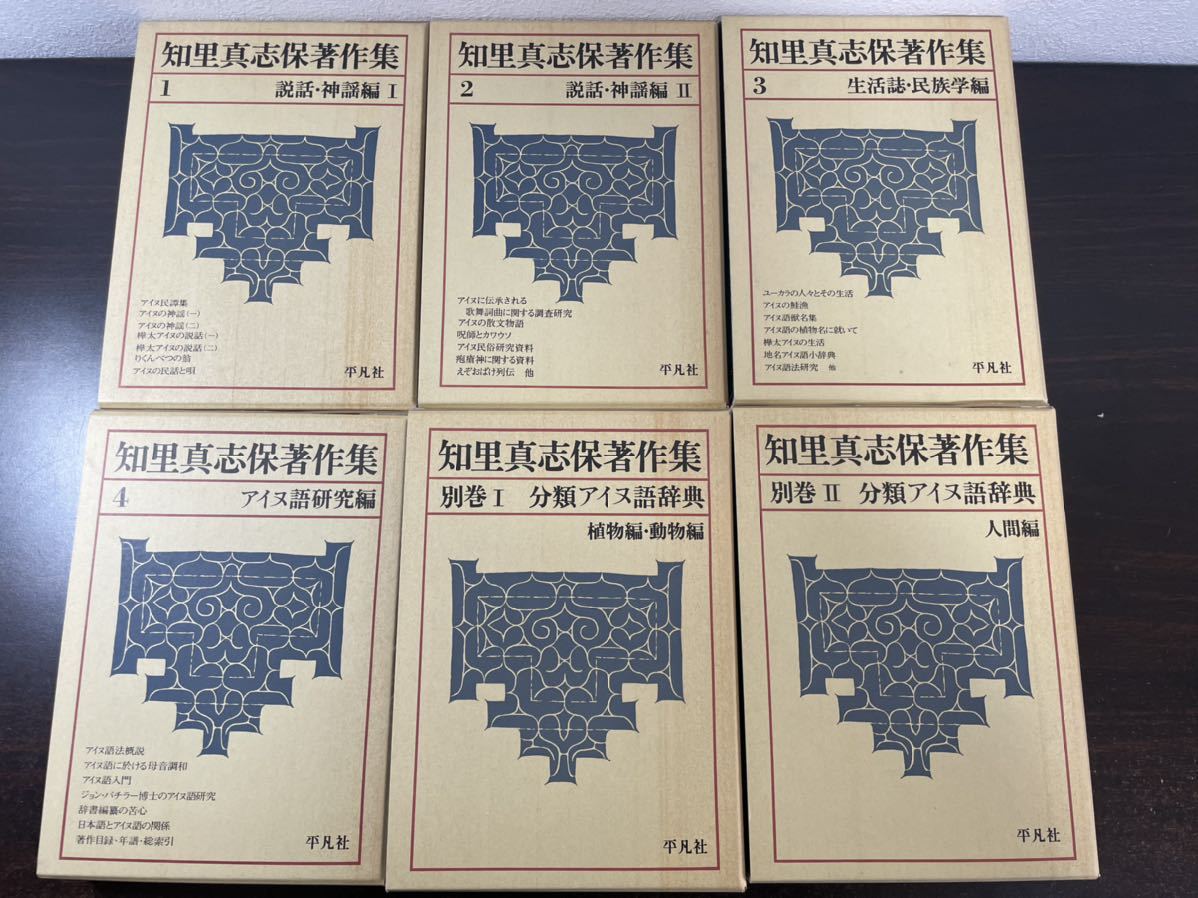 知里真志保著作集
1 説話・神謡編 I
アイヌ民譚集
アイヌの神謡(一)
アイヌの神謡(二)
樺太アイヌの説話(一)
樺太アイヌの説話(二)
りくんべつの翁
アイヌの民話と唄
平凡社
知里真志保著作集
2 説話・神謡編 II
アイヌに伝承される
歌舞詞曲に関する調査研究
アイヌの散文物語
呪師とカワウソ
アイヌ民俗研究資料
疱瘡神に関する資料
えぞおばけ列伝 他
平凡社
知里真志保著作集
3 生活誌・民族学編
ユーカラの人々とその生活
アイヌの鮭漁
アイヌ語獣名集
アイヌ語の植物名に就いて
樺太アイヌの生活
地名アイヌ語小辞典
アイヌ語法研究 他
平凡社
知里真志保著作集
4 アイヌ語研究編
アイヌ語法概説
アイヌ語に於ける母音調和
アイヌ語入門
ジョン・バチラー博士のアイヌ語研究
辞書編纂の苦心
日本語とアイヌ語の関係
著作目録・年譜・総索引
平凡社
知里真志保著作集
別巻 I 分類アイヌ語辞典
植物編・動物編
平凡社
知里真志保著作集
別巻 II 分類アイヌ語辞典
人間編
平凡社